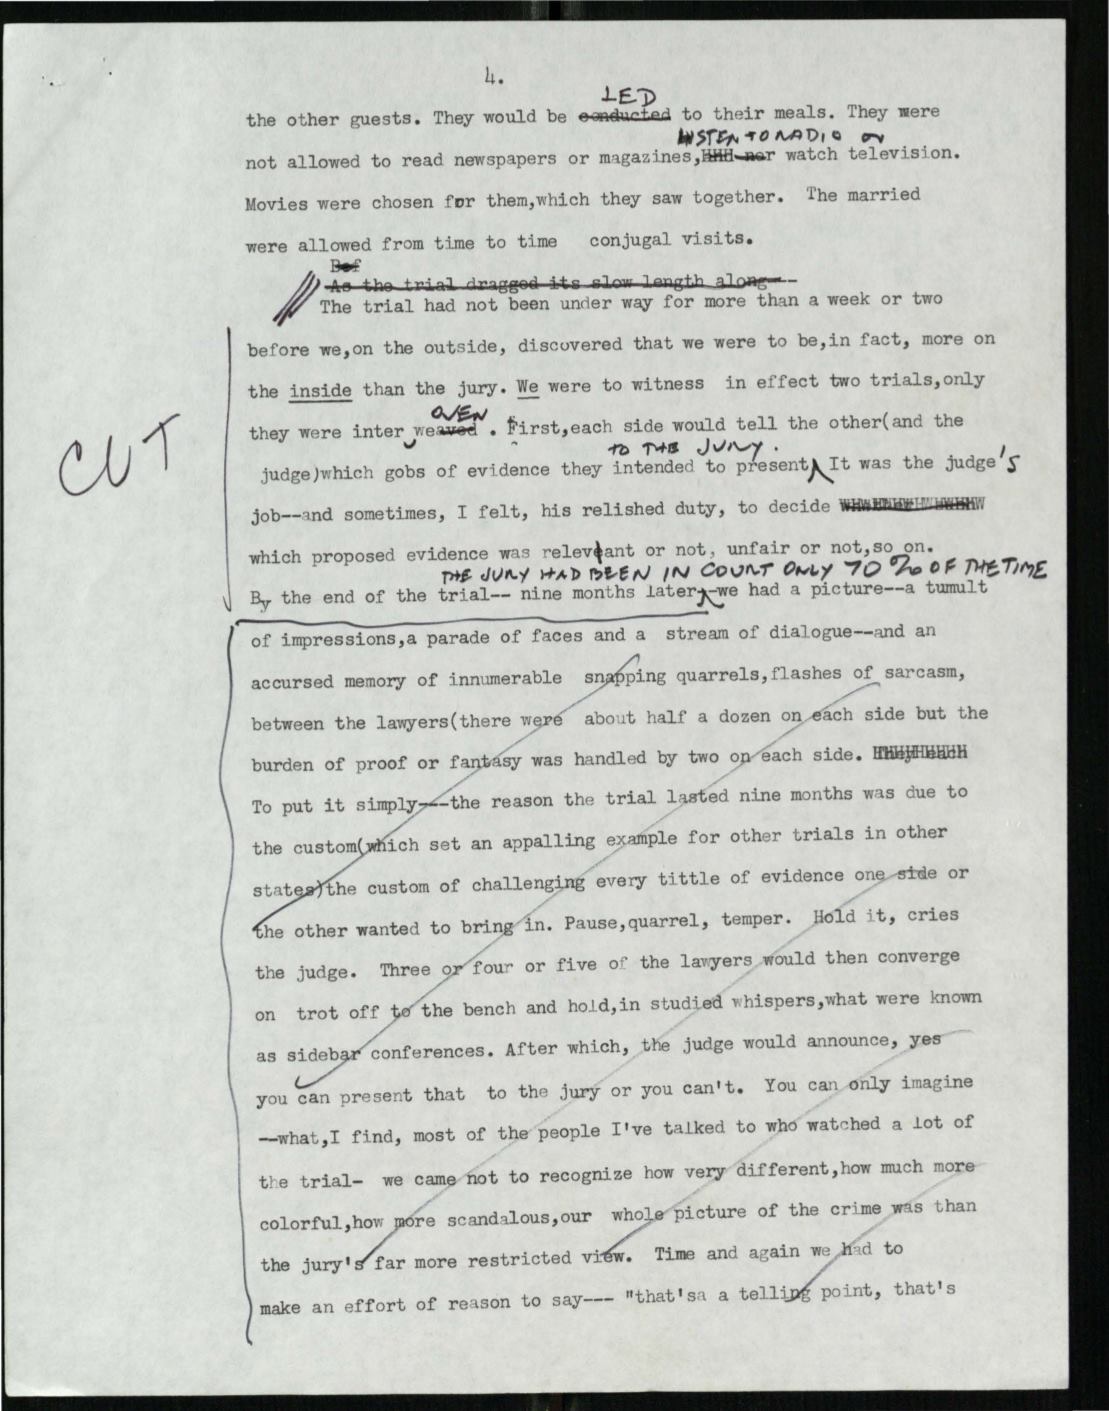 4.
LED
the other guests. They would be conducted to their meals. They were
LISTEN TO RADIO or
not allowed to read newspapers or magazines, nor watch television.
Movies were chosen for them,which they saw together. The married
were allowed from time to time conjugal visits.
Bef
As the trial dragged its slow length along--
The trial had not been under way for more than a week or two
before we,on the outside, discovered that we were to be,in fact, more on
the inside than the jury. We were to witness in effect two trials,only
OVEN
they were inter weaved . First,each side would tell the other(and the
TO THE JURY.
judge)which gobs of evidence they intended to present It was the judge's
CUT
job--and sometimes, I felt, his relished duty, to decide
which proposed evidence was relevant or not, unfair or not,so on.
THE JURY HAD BEEN IN COURT ONLY 70% OF THE TIME
By the end of the trial-- nine months later--we had a picture--a tumult
of impressions,a parade of faces and a stream of dialogue--and an
accursed memory of innumerable snapping quarrels,flashes of sarcasm,
between the lawyers(there were about half a dozen on each side but the
burden of proof or fantasy was handled by two on each side. They each
To put it simply---the reason the trial lasted nine months was due to
the custom(which set an appalling example for other trials in other
states)the custom of challenging every tittle of evidence one side or
the other wanted to bring in. Pause,quarrel, temper. Hold it, cries
the judge. Three or four or five of the lawyers would then converge
on trot off to the bench and hold,in studied whispers,what were known
as sidebar conferences. After which, the judge would announce, yes
you can present that to the jury or you can't. You can only imagine
--what,I find, most of the people I've talked to who watched a lot of
the trial- we came not to recognize how very different,how much more
colorful,how more scandalous,our whole picture of the crime was than
the jury's far more restricted view. Time and again we had to
make an effort of reason to say--- "that'sa a telling point, that's